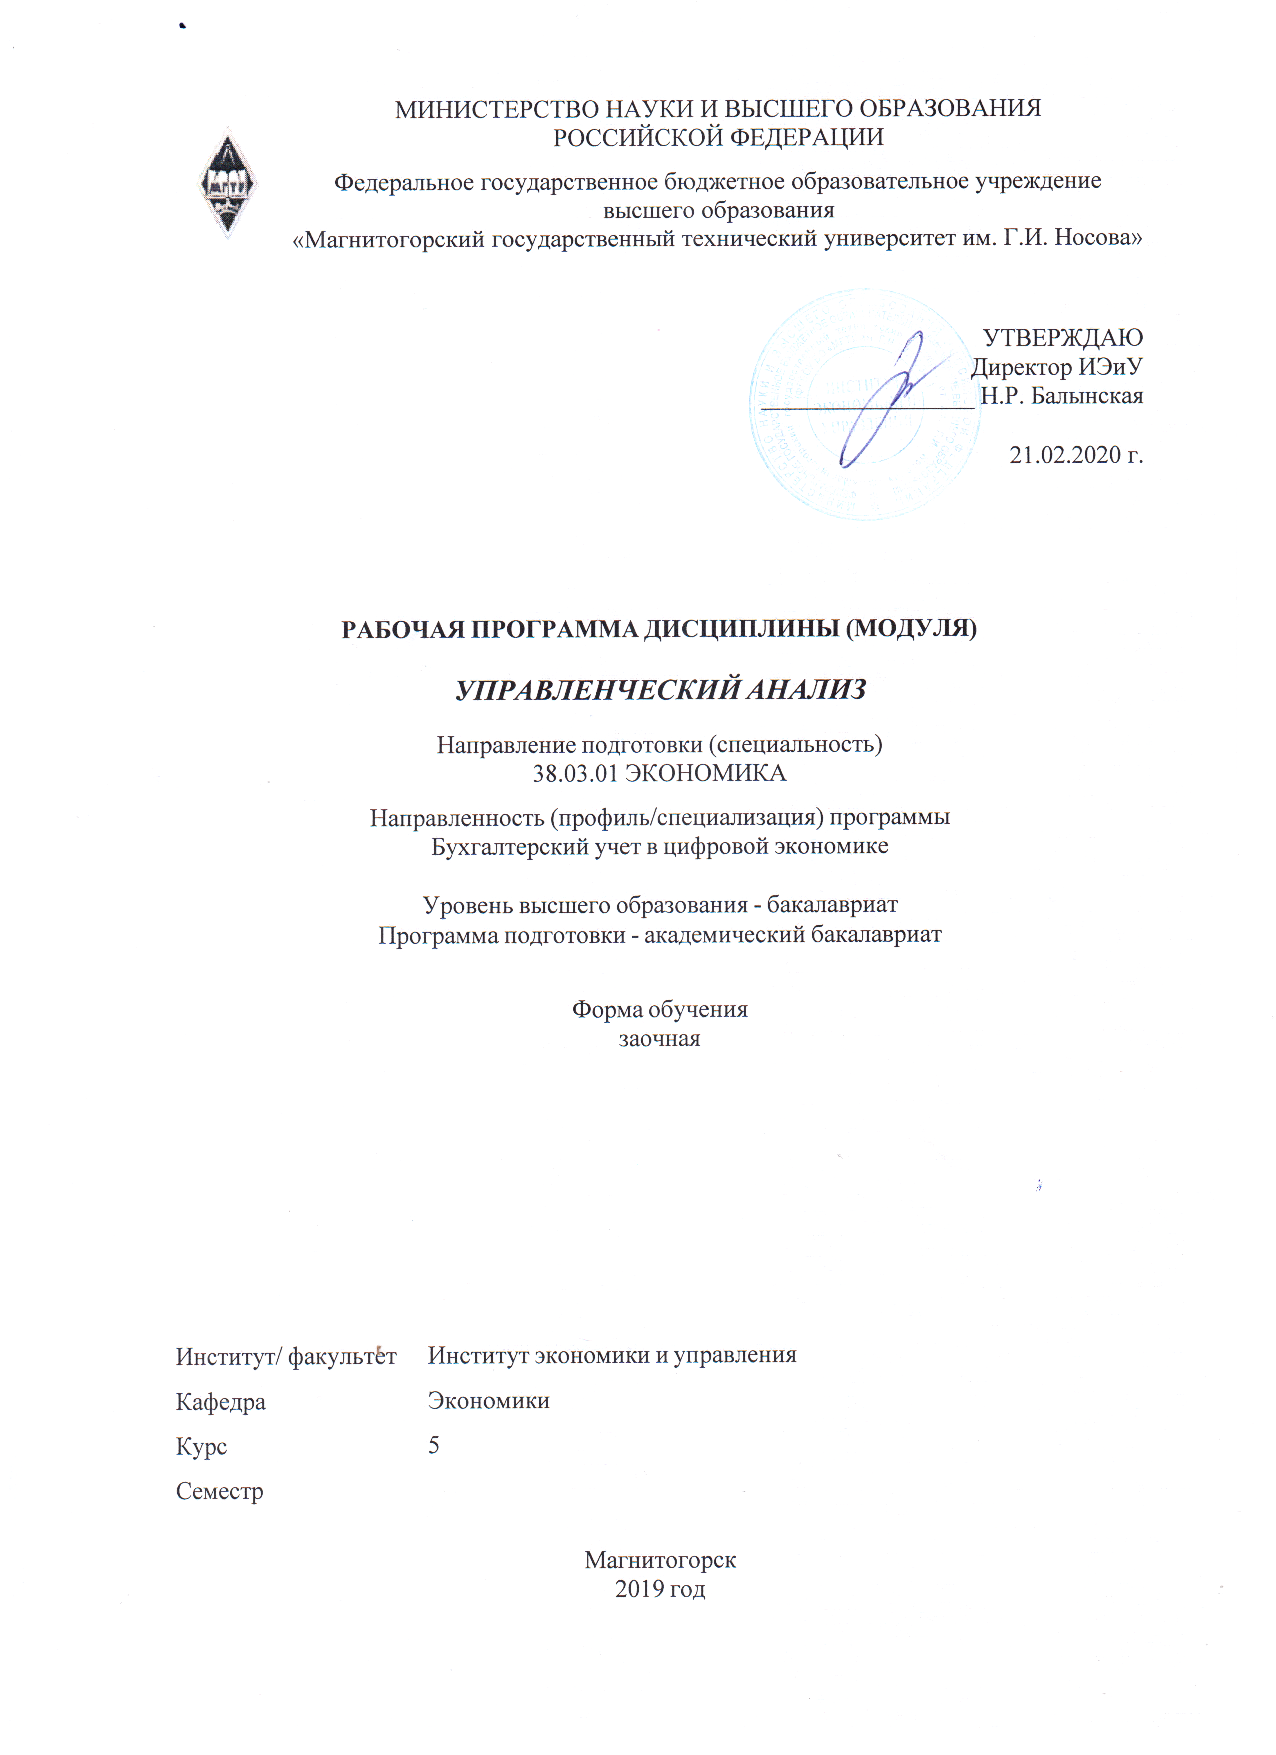 МИНИСТЕРСТВО НАУКИ И ВЫСШЕГО ОБРАЗОВАНИЯ
РОССИЙСКОЙ ФЕДЕРАЦИИ
МГТУ
Федеральное государственное бюджетное образовательное учреждение
высшего образования
«Магнитогорский государственный технический университет им. Г.И. Носова»
УТВЕРЖДАЮ
Директор ИЭиУ
Н.Р. Балынская
21.02.2020 г.
РАБОЧАЯ ПРОГРАММА ДИСЦИПЛИНЫ (МОДУЛЯ)
УПРАВЛЕНЧЕСКИЙ АНАЛИЗ
Направление подготовки (специальность)
38.03.01 ЭКОНОМИКА
Направленность (профиль/специализация) программы
Бухгалтерский учет в цифровой экономике
Уровень высшего образования - бакалавриат
Программа подготовки - академический бакалавриат
Форма обучения
заочная
Институт/ факультет Институт экономики и управления
Кафедра Экономики
Курс 5
Семестр
Магнитогорск
2019 год